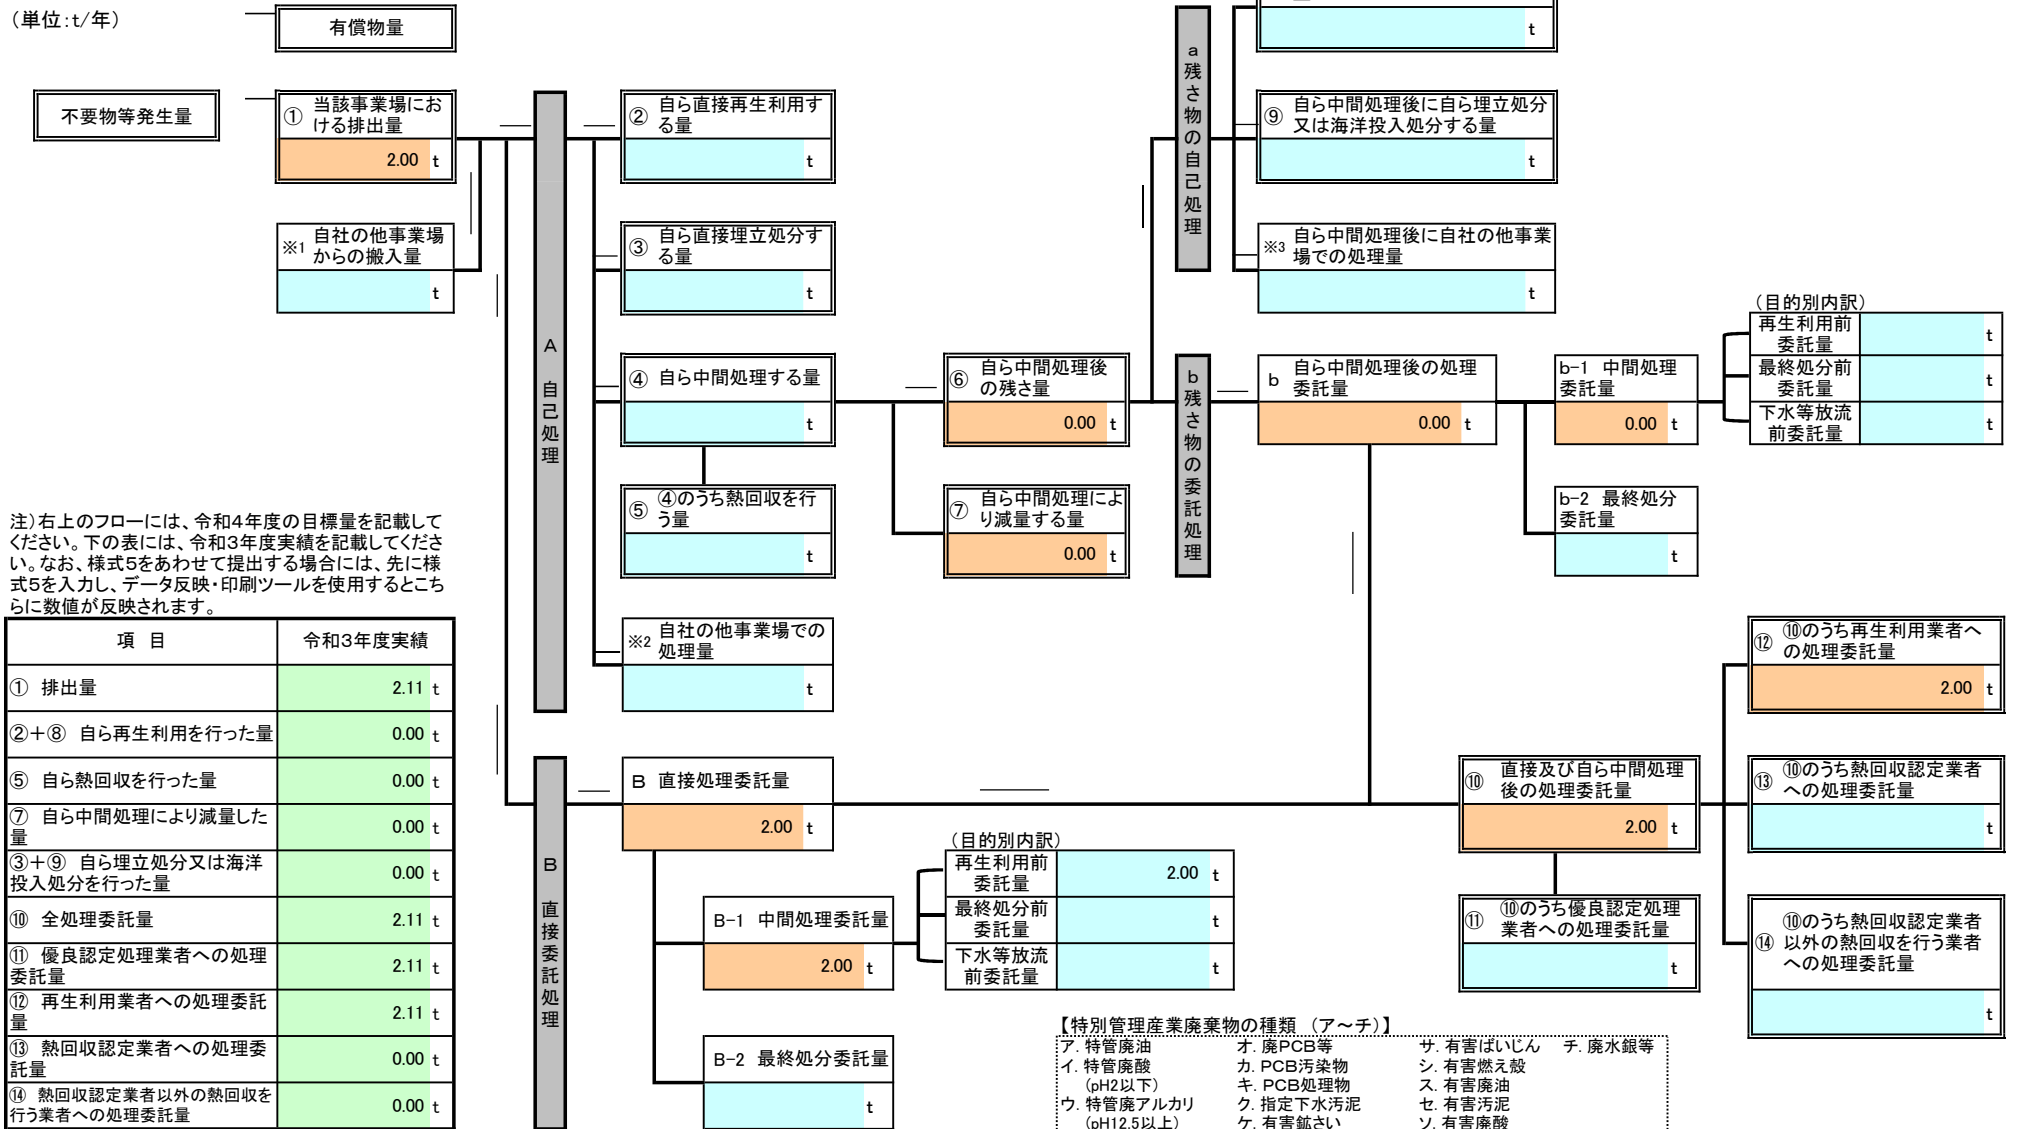 (単位:t/年)
有償物量
t
不要物等発生量
① 当該事業場にお
ける排出量
2.00 t
※1 自社の他事業場
からの搬入量
t
A 自己処理
② 自ら直接再生利用す
る量
t
③ 自ら直接埋立処分す
る量
t
④ 自ら中間処理する量
t
⑤ ④のうち熱回収を行
う量
t
※2 自社の他事業場での
処理量
t
⑥ 自ら中間処理後
の残さ量
0.00 t
⑦ 自ら中間処理によ
り減量する量
0.00 t
a 残さ物の自己処理
⑨ 自ら中間処理後に自ら埋立処分
又は海洋投入処分する量
t
※3 自ら中間処理後に自社の他事業
場での処理量
t
b 残さ物の委託処理
b 自ら中間処理後の処理
委託量
0.00 t
b-1 中間処理
委託量
0.00 t
(目的別内訳)
再生利用前
委託量
t
最終処分前
委託量
t
下水等放流
前委託量
t
b-2 最終処分
委託量
t
注)右上のフローには、令和4年度の目標量を記載して
ください。下の表には、令和3年度実績を記載してくださ
い。なお、様式5をあわせて提出する場合には、先に様
式5を入力し、データ反映・印刷ツールを使用するとこち
らに数値が反映されます。
項 目 令和3年度実績
① 排出量 2.11 t
②+⑧ 自ら再生利用を行った量 0.00 t
⑤ 自ら熱回収を行った量 0.00 t
⑦ 自ら中間処理により減量した
量 0.00 t
③+⑨ 自ら埋立処分又は海洋
投入処分を行った量 0.00 t
⑩ 全処理委託量 2.11 t
⑪ 優良認定処理業者への処理
委託量 2.11 t
⑫ 再生利用業者への処理委託
量 2.11 t
⑬ 熱回収認定業者への処理委
託量 0.00 t
⑭ 熱回収認定業者以外の熱回収を
行う業者への処理委託量 0.00 t
B 直接委託処理
B 直接処理委託量
2.00 t
B-1 中間処理委託量
2.00 t
(目的別内訳)
再生利用前
委託量
2.00 t
最終処分前
委託量
t
下水等放流
前委託量
t
B-2 最終処分委託量
t
⑩ 直接及び自ら中間処理
後の処理委託量
2.00 t
⑪ ⑩のうち優良認定処理
業者への処理委託量
t
⑫ ⑩のうち再生利用業者へ
の処理委託量
2.00 t
⑬ ⑩のうち熱回収認定業者
への処理委託量
t
⑭ ⑩のうち熱回収認定業者
以外の熱回収を行う業者
への処理委託量
t
【特別管理産業廃棄物の種類 (ア~チ)】
ア. 特管廃油 オ. 廃PCB等 サ. 有害ばいじん チ. 廃水銀等
イ. 特管廃酸 カ. PCB汚染物 シ. 有害燃え殻
(pH2以下) キ. PCB処理物 ス. 有害廃油
ウ. 特管廃アルカリ ク. 指定下水汚泥 セ. 有害汚泥
(pH12.5以上) ケ. 有害鉱さい ソ. 有害廃酸